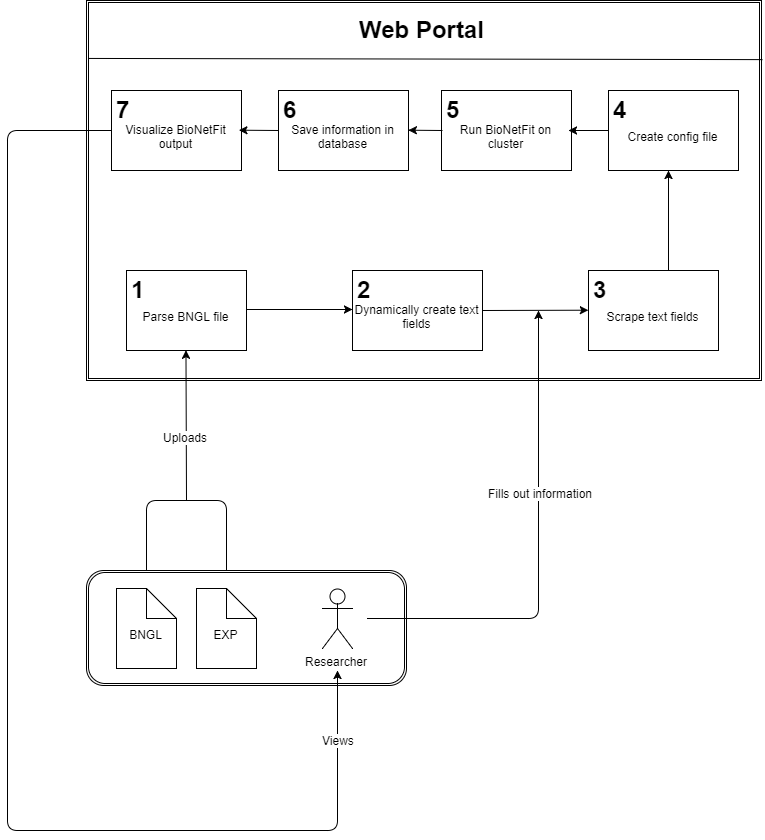 Web Portal
7
Visualize BioNetFit
output
6
Save information in
database
5
Run BioNetFit on
cluster
4
Create config file
1
Parse BNGL file
2
Dynamically create text
fields
3
Scrape text fields
Uploads
Fills out information
BNGL
EXP
Researcher
Views